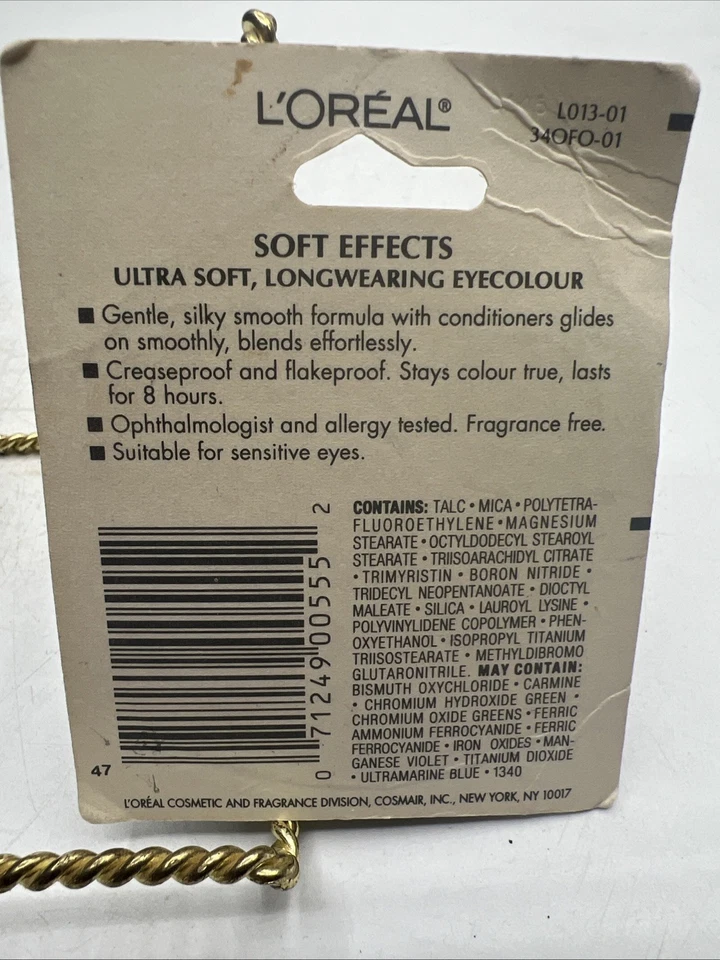 L'ORÉAL®
L013-01
34OFO-01
SOFT EFFECTS
ULTRA SOFT, LONGWEARING EYECOLOUR
■ Gentle, silky smooth formula with conditioners glides
on smoothly, blends effortlessly.
■ Creaseproof and flakeproof. Stays colour true, lasts
for 8 hours.
■ Ophthalmologist and allergy tested. Fragrance free.
■ Suitable for sensitive eyes.
0 71249 00555 2
47
CONTAINS: TALC • MICA • POLYTETRA-
FLUOROETHYLENE • MAGNESIUM
STEARATE • OCTYLDODECYL STEAROYL
STEARATE • TRIISOARACHIDYL CITRATE
• TRIMYRISTIN • BORON NITRIDE •
TRIDECYL NEOPENTANOATE • DIOCTYL
MALEATE • SILICA • LAUROYL LYSINE •
POLYVINYLIDENE COPOLYMER • PHEN-
OXYETHANOL • ISOPROPYL TITANIUM
TRIISOSTEARATE • METHYLDIBROMO
GLUTARONITRILE. MAY CONTAIN:
BISMUTH OXYCHLORIDE • CARMINE
• CHROMIUM HYDROXIDE GREEN •
CHROMIUM OXIDE GREENS • FERRIC
AMMONIUM FERROCYANIDE • FERRIC
FERROCYANIDE • IRON OXIDES • MAN-
GANESE VIOLET • TITANIUM DIOXIDE
• ULTRAMARINE BLUE • 1340
L'ORÉAL COSMETIC AND FRAGRANCE DIVISION, COSMAIR, INC., NEW YORK, NY 10017